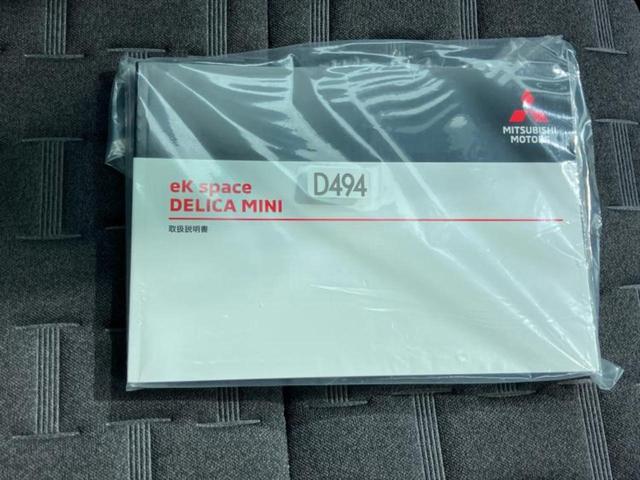 MITSUBISHI
MOTORS
D494
eK space
DELICA MINI
取扱説明書